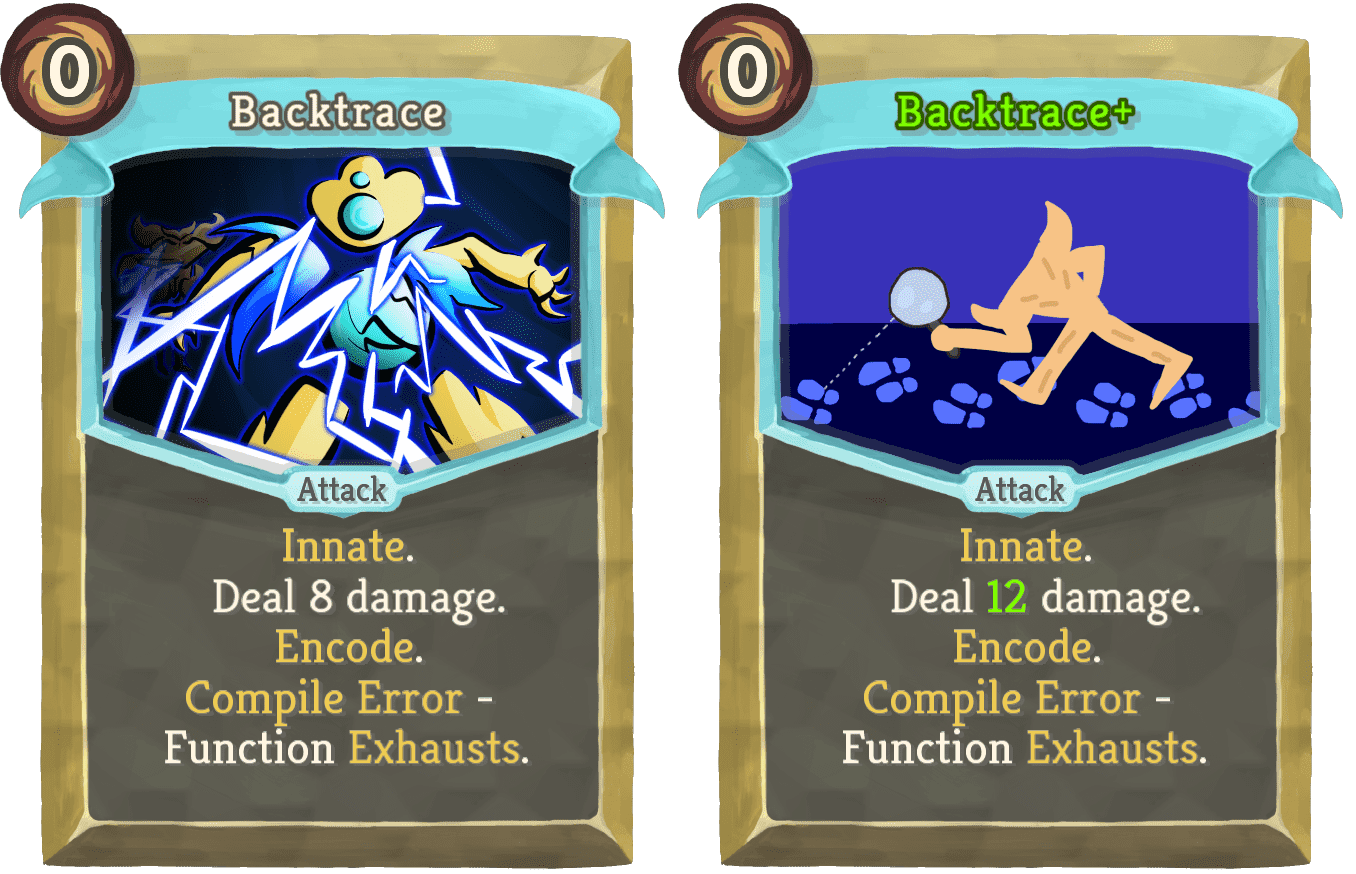 0
Backtrace
Attack
Innate.
Deal 8 damage.
Encode.
Compile Error -
Function Exhausts.
0
Backtrace+
Attack
Innate.
Deal 12 damage.
Encode.
Compile Error -
Function Exhausts.